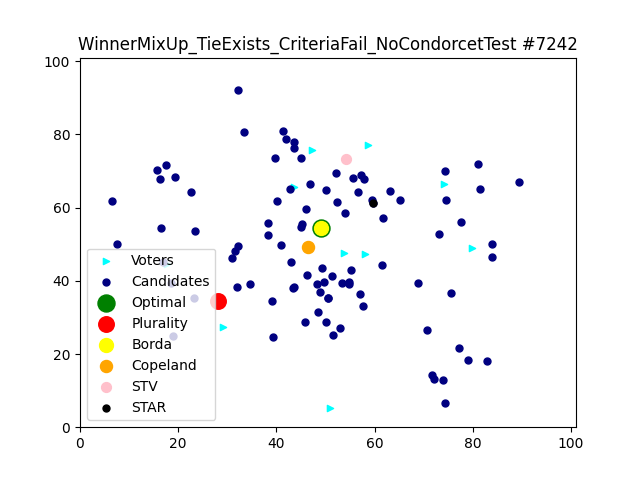 WinnerMixUp_TieExists_CriteriaFail_NoCondorcetTest #7242
100
80
60
40
20
0
0 20 40 60 80 100
Voters
Candidates
Optimal
Plurality
Borda
Copeland
STV
STAR